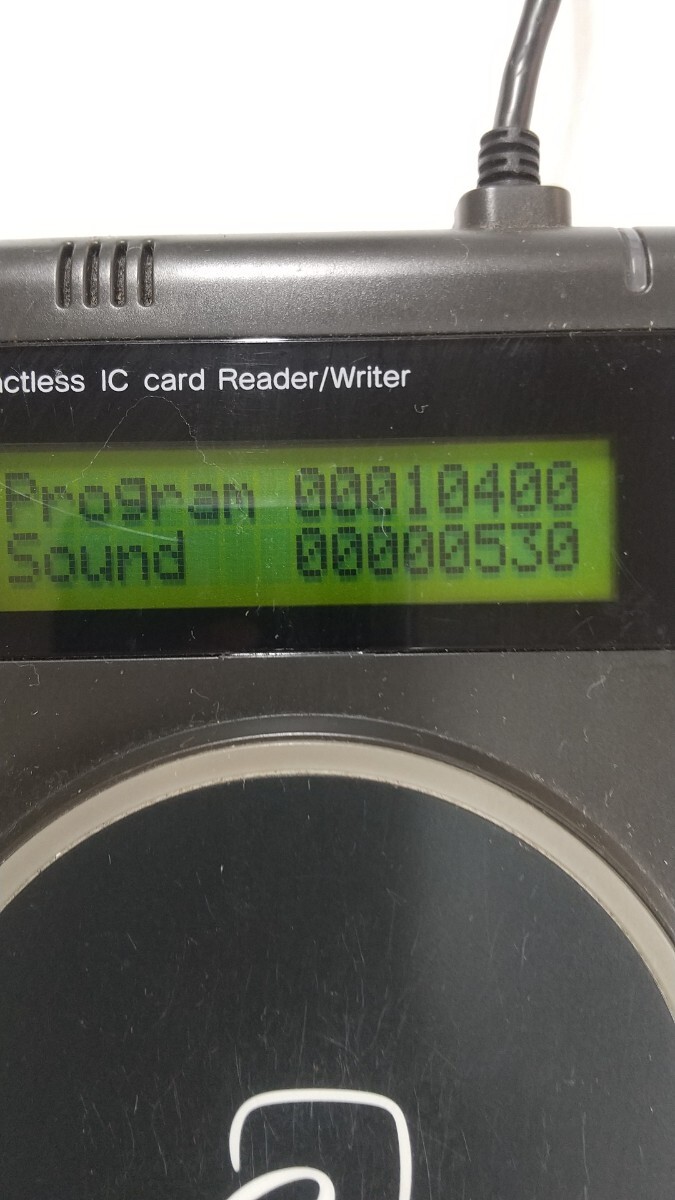 actless IC card Reader/Writer
Program 00010400
Sound 00000530